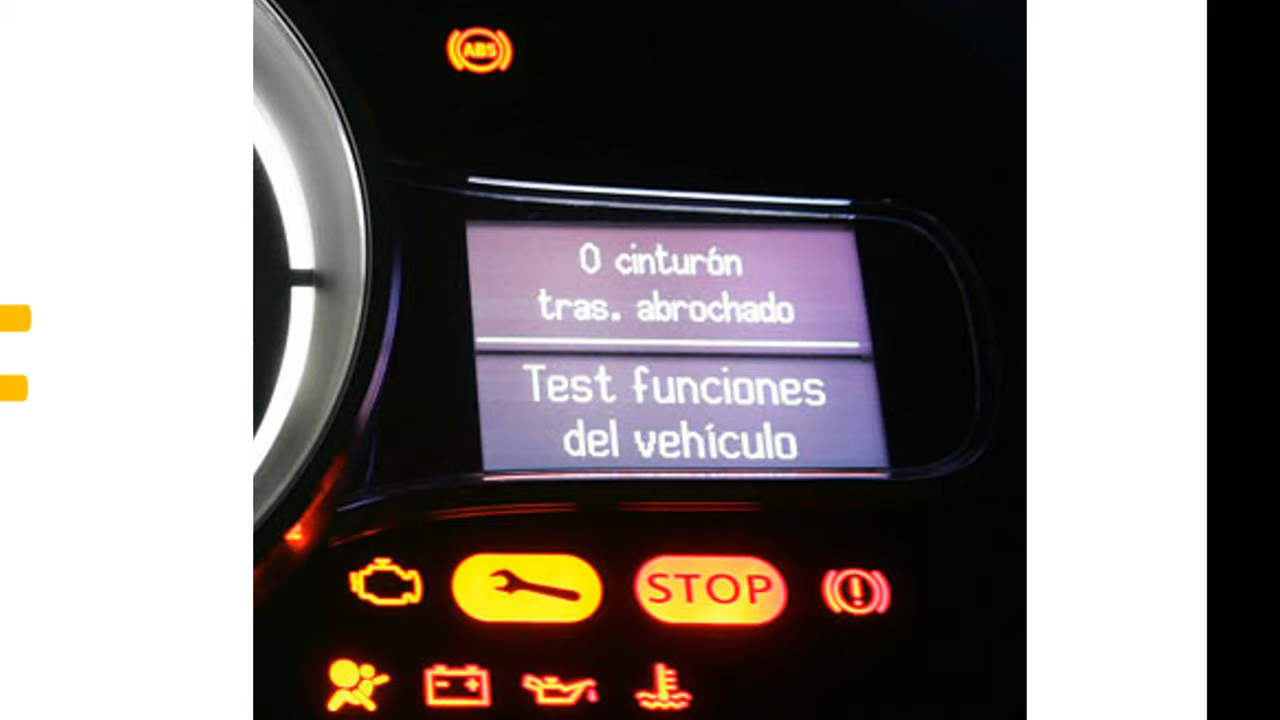 ABS
0 cinturón
tras. abrochado
Test funciones
del vehículo
STOP